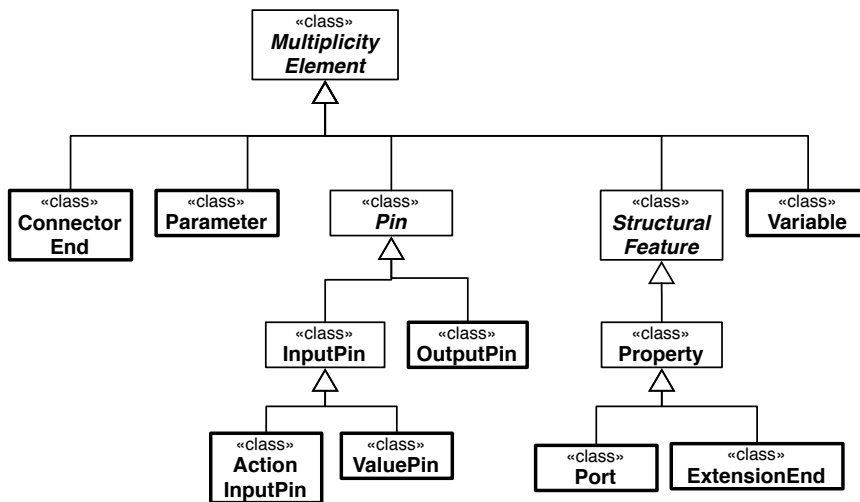 «class»
Multiplicity
Element
«class»
Connector
End
«class»
Parameter
«class»
Pin
«class»
Structural
Feature
«class»
Variable
«class»
InputPin
«class»
OutputPin
«class»
Property
«class»
Action
InputPin
«class»
ValuePin
«class»
Port
«class»
ExtensionEnd